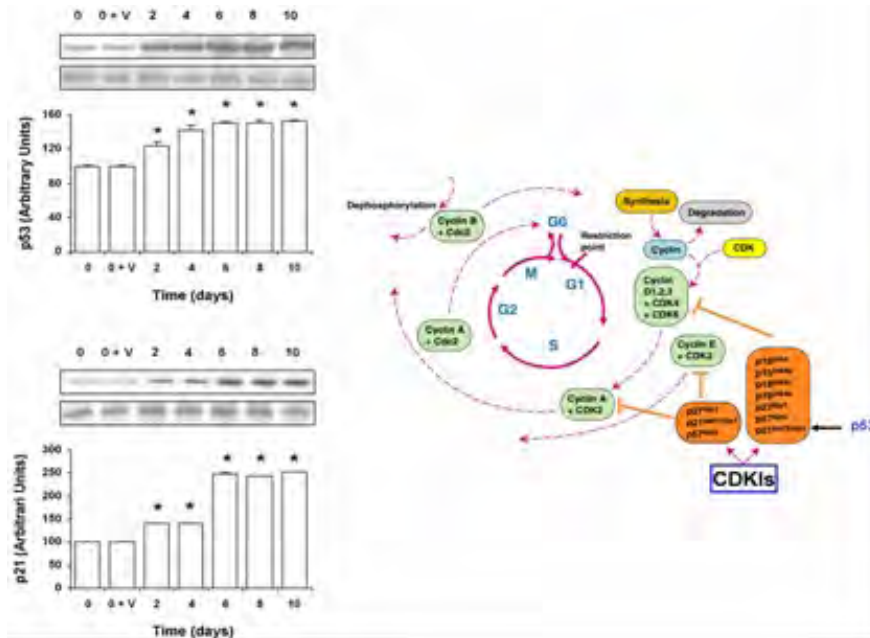 0 0 + V 2 4 6 8 10
p53 (Arbitrary Units)
160
120
80
40
0
* * * * *
0 0 + V 2 4 6 8 10
Time (days)
0 0 + V 2 4 6 8 10
p21 (Arbitrari Units)
300
250
200
150
100
50
0
* * * * *
0 0 + V 2 4 6 8 10
Time (days)
Dephosphorylation
Cyclin B
+ Cdc2
G0
Restriction
point
M
G1
G2
S
Synthesis
Degradation
Cyclin
CDK
Cyclin
D1,2,3
+ CDK4
+ CDK6
Cyclin A
+ Cdc2
Cyclin E
+ CDK2
Cyclin A
+ CDK2
CDKIs